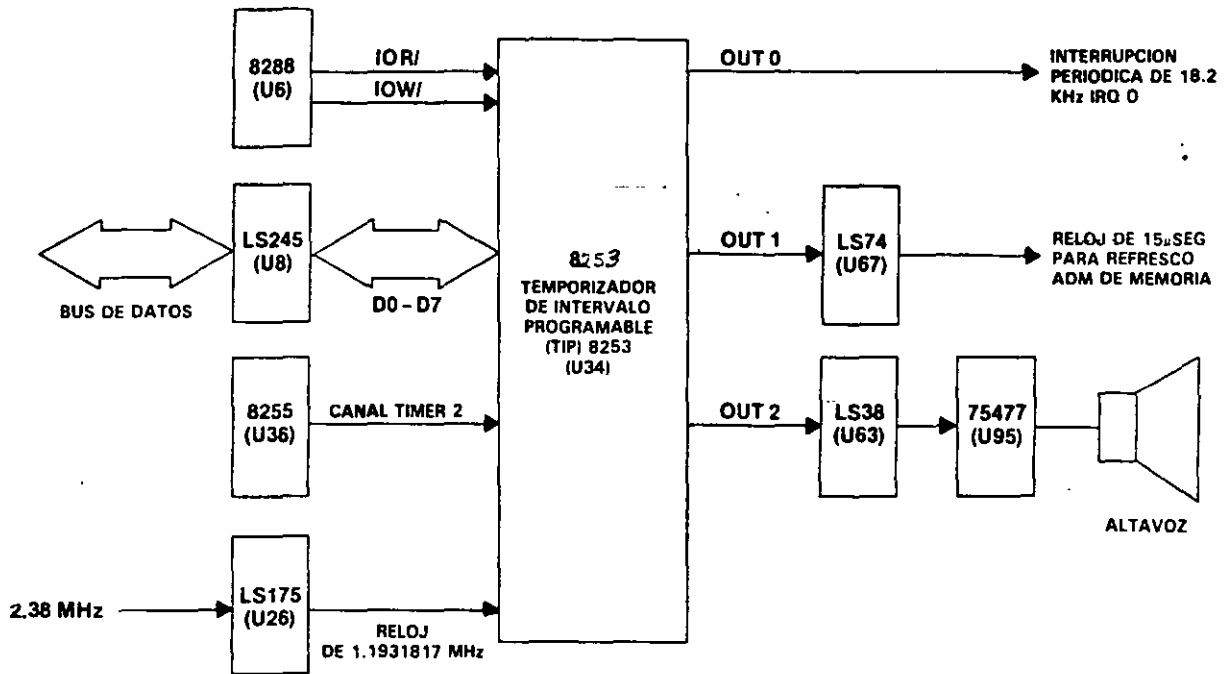 8288
(U6)
IOR/
IOW/
LS245
(U8)
BUS DE DATOS
D0 - D7
8255
(U36)
CANAL TIMER 2
2.38 MHz
LS175
(U26)
RELOJ
DE 1.1931817 MHz
8253
TEMPORIZADOR
DE INTERVALO
PROGRAMABLE
(TIP) 8253
(U34)
OUT 0
INTERRUPCION
PERIODICA DE 18.2
KHz IRQ 0
OUT 1
LS74
(U67)
RELOJ DE 15µSEG
PARA REFRESCO
ADM DE MEMORIA
OUT 2
LS38
(U63)
75477
(U95)
ALTAVOZ